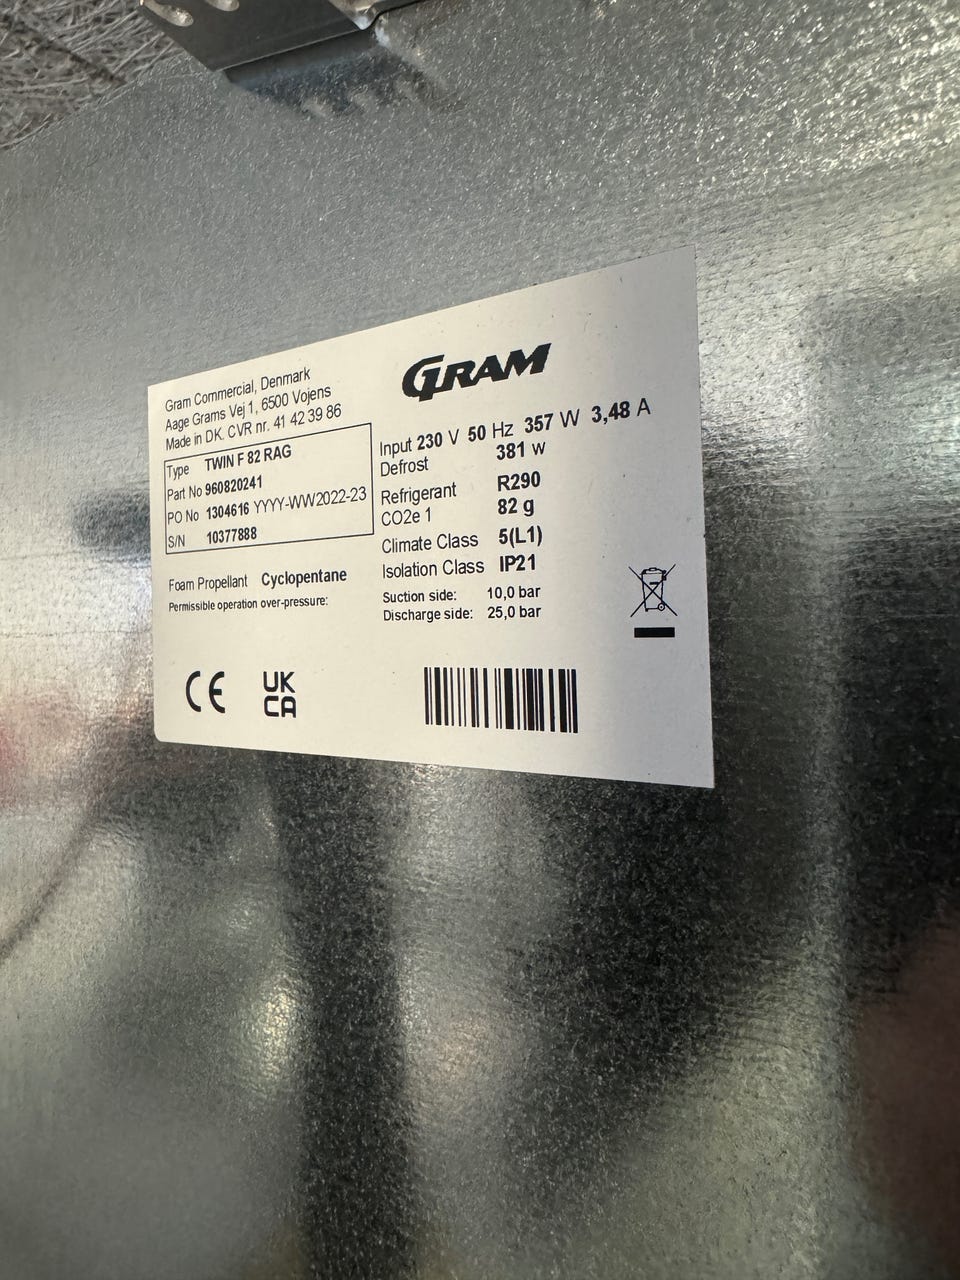 Gram Commercial, Denmark
Aage Grams Vej 1, 6500 Vojens
Made in DK. CVR nr. 41 42 39 86
Type TWIN F 82 RAG
Part No 960820241
PO No 1304616 YYYY-WW2022-23
S/N 10377888
Foam Propellant Cyclopentane
Permissible operation over-pressure:
CE UK
CA
GRAM
Input 230 V 50 Hz 357 W 3,48 A
Defrost 381 w
Refrigerant R290
CO2e 1 82 g
Climate Class 5(L1)
Isolation Class IP21
Suction side: 10,0 bar
Discharge side: 25,0 bar